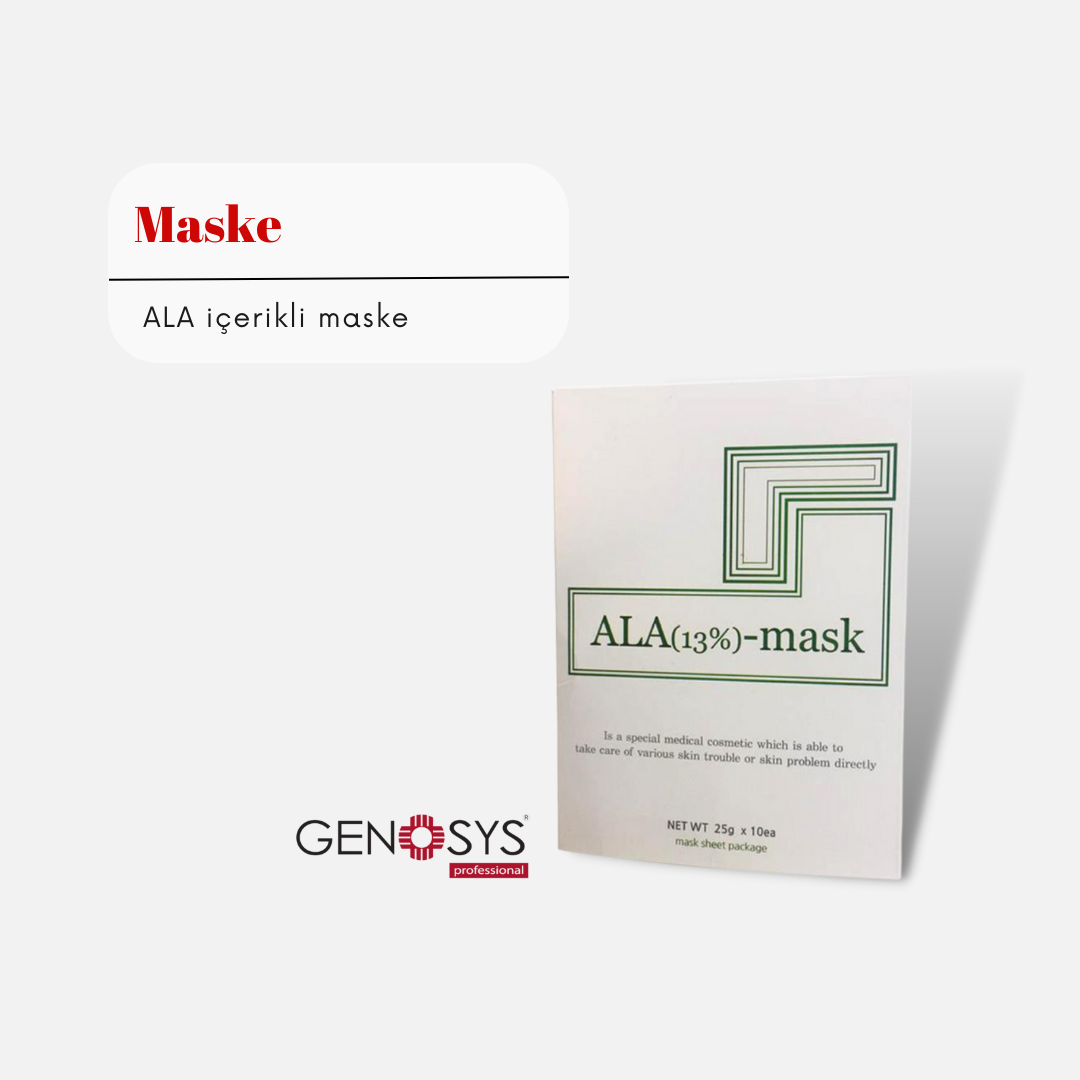 Maske
ALA içerikli maske
ALA(13%)-mask
Is a special medical cosmetic which is able to
take care of various skin trouble or skin problem directly
NET WT 25g x 10ea
mask sheet package
GENOSYS®
professional